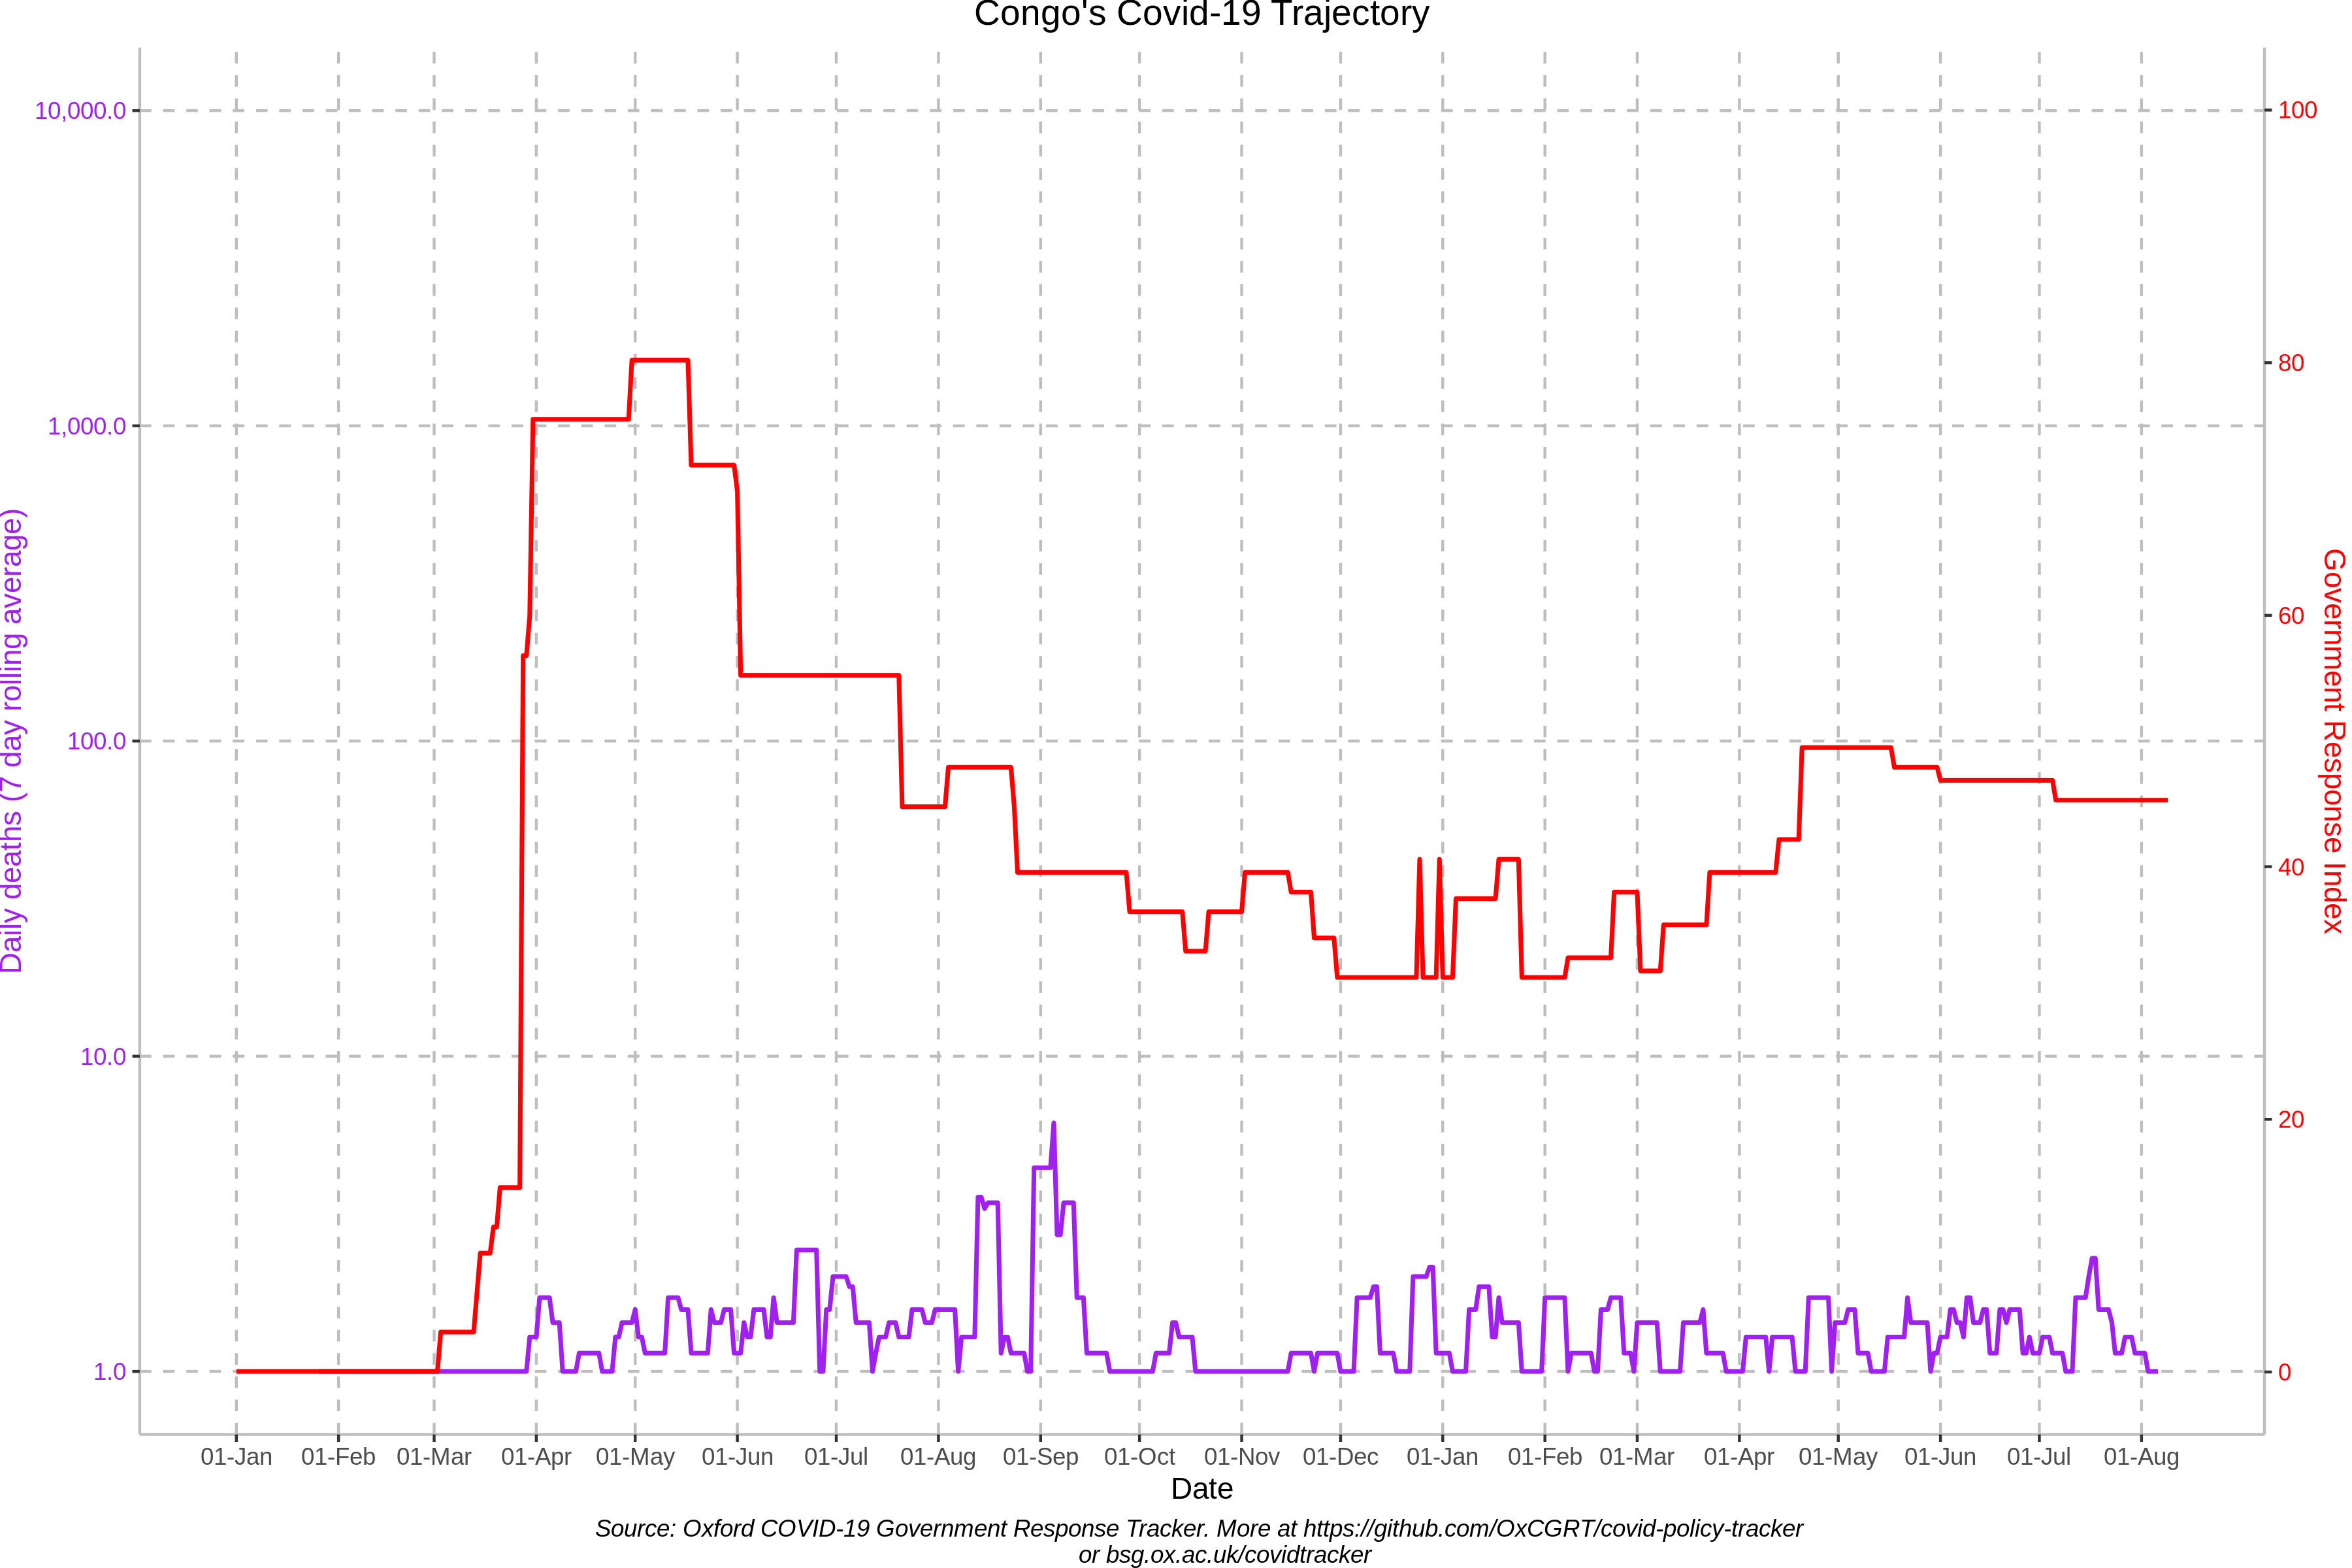 Congo's Covid-19 Trajectory
10,000.0
1,000.0
100.0
10.0
1.0
Daily deaths (7 day rolling average)
100
80
60
40
20
0
Government Response Index
01-Jan 01-Feb 01-Mar 01-Apr 01-May 01-Jun 01-Jul 01-Aug 01-Sep 01-Oct 01-Nov 01-Dec 01-Jan 01-Feb 01-Mar 01-Apr 01-May 01-Jun 01-Jul 01-Aug
Date
Source: Oxford COVID-19 Government Response Tracker. More at https://github.com/OxCGRT/covid-policy-tracker
or bsg.ox.ac.uk/covidtracker